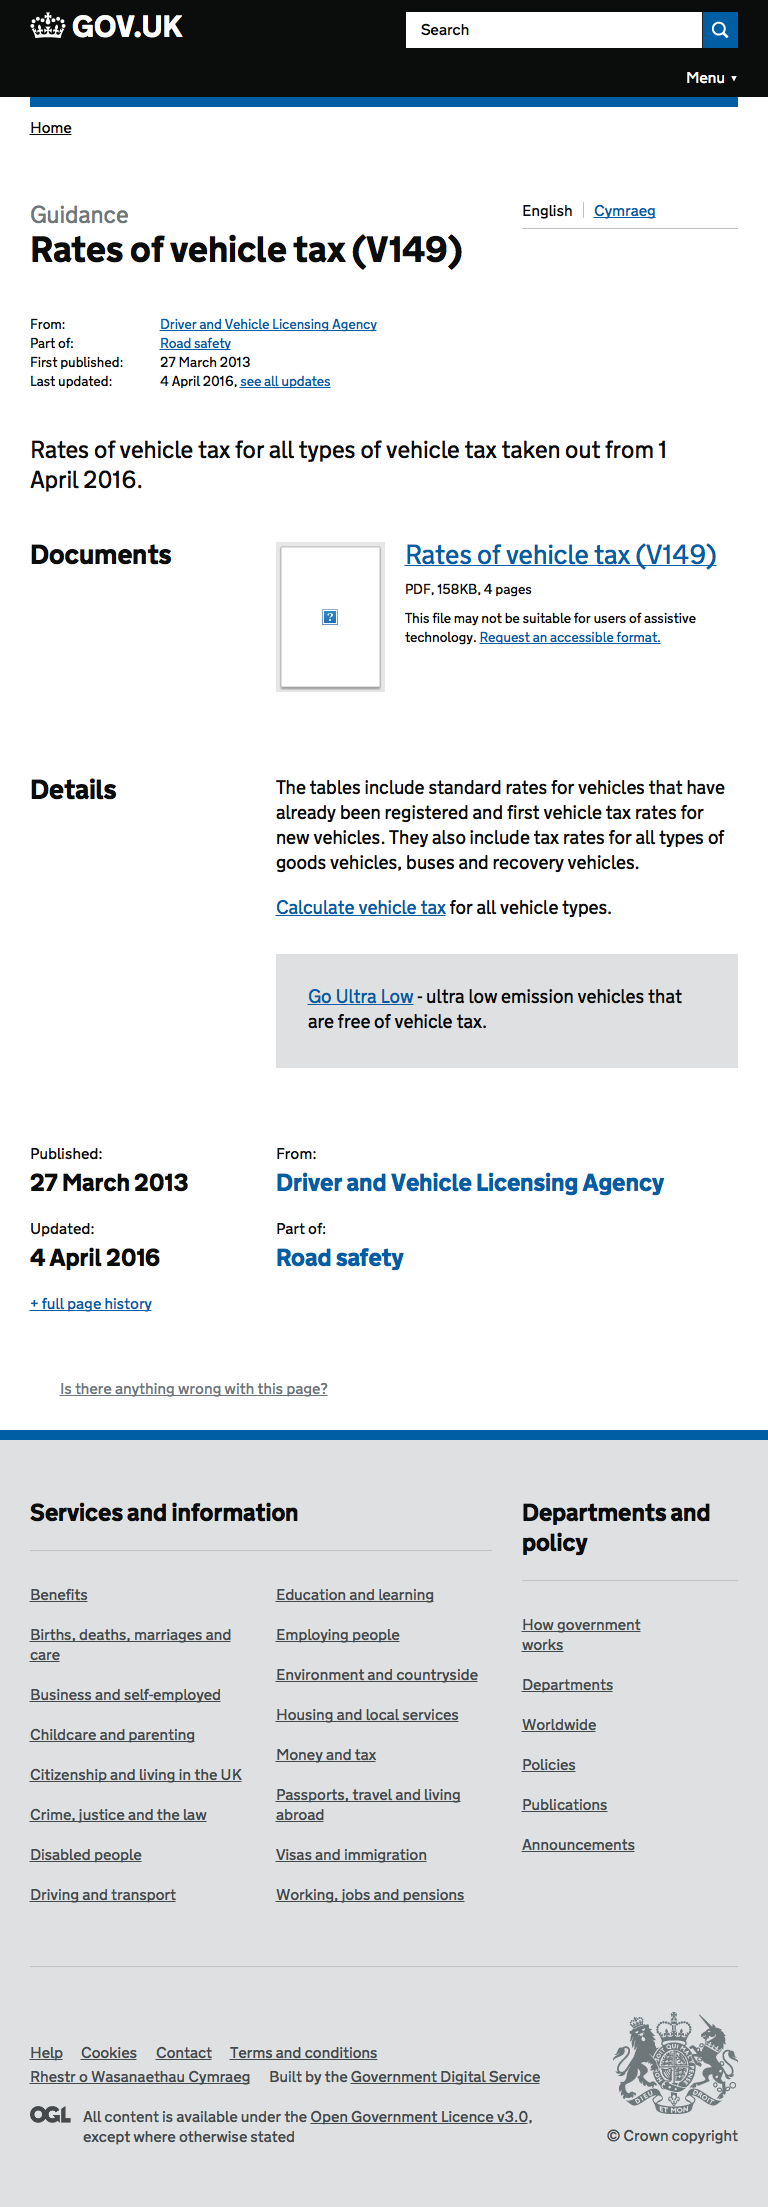 GOV.UK
Search
Menu ▼
Home
Guidance
Rates of vehicle tax (V149)
English
Cymraeg
From: Driver and Vehicle Licensing Agency
Part of: Road safety
First published: 27 March 2013
Last updated: 4 April 2016, see all updates
Rates of vehicle tax for all types of vehicle tax taken out from 1
April 2016.
Documents
Rates of vehicle tax (V149)
PDF, 158KB, 4 pages
This file may not be suitable for users of assistive
technology. Request an accessible format.
Details
The tables include standard rates for vehicles that have
already been registered and first vehicle tax rates for
new vehicles. They also include tax rates for all types of
goods vehicles, buses and recovery vehicles.
Calculate vehicle tax for all vehicle types.
Go Ultra Low - ultra low emission vehicles that
are free of vehicle tax.
Published:
27 March 2013
From:
Driver and Vehicle Licensing Agency
Updated:
4 April 2016
Part of:
Road safety
+ full page history
Is there anything wrong with this page?
Services and information
Benefits
Births, deaths, marriages and
care
Business and self-employed
Childcare and parenting
Citizenship and living in the UK
Crime, justice and the law
Disabled people
Driving and transport
Education and learning
Employing people
Environment and countryside
Housing and local services
Money and tax
Passports, travel and living
abroad
Visas and immigration
Working, jobs and pensions
Departments and
policy
How government
works
Departments
Worldwide
Policies
Publications
Announcements
Help Cookies Contact Terms and conditions
Rhestr o Wasanaethau Cymraeg Built by the Government Digital Service
OGL All content is available under the Open Government Licence v3.0,
except where otherwise stated
DIEU ET MON DROIT
© Crown copyright